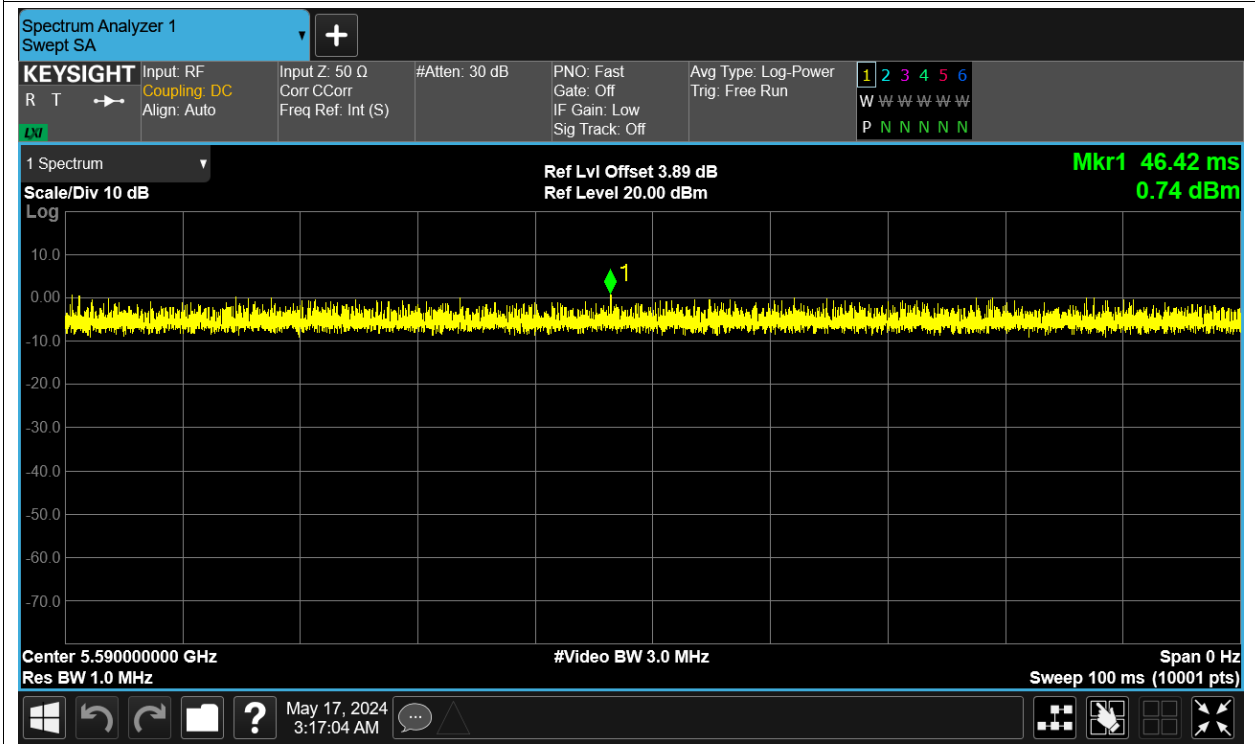 Spectrum Analyzer 1
Swept SA
KEYSIGHT
R T
LXI
Input: RF
Coupling: DC
Align: Auto
Input Z: 50 Ω
Corr CCorr
Freq Ref: Int (S)
#Atten: 30 dB
PNO: Fast
Gate: Off
IF Gain: Low
Sig Track: Off
Avg Type: Log-Power
Trig: Free Run
1 2 3 4 5 6
W W W W W W
P N N N N N
1 Spectrum
Scale/Div 10 dB
Log
Ref Lvl Offset 3.89 dB
Ref Level 20.00 dBm
Mkr1 46.42 ms
0.74 dBm
10.0
0.00
-10.0
-20.0
-30.0
-40.0
-50.0
-60.0
-70.0
1
Center 5.590000000 GHz
Res BW 1.0 MHz
#Video BW 3.0 MHz
Span 0 Hz
Sweep 100 ms (10001 pts)
?
May 17, 2024
3:17:04 AM